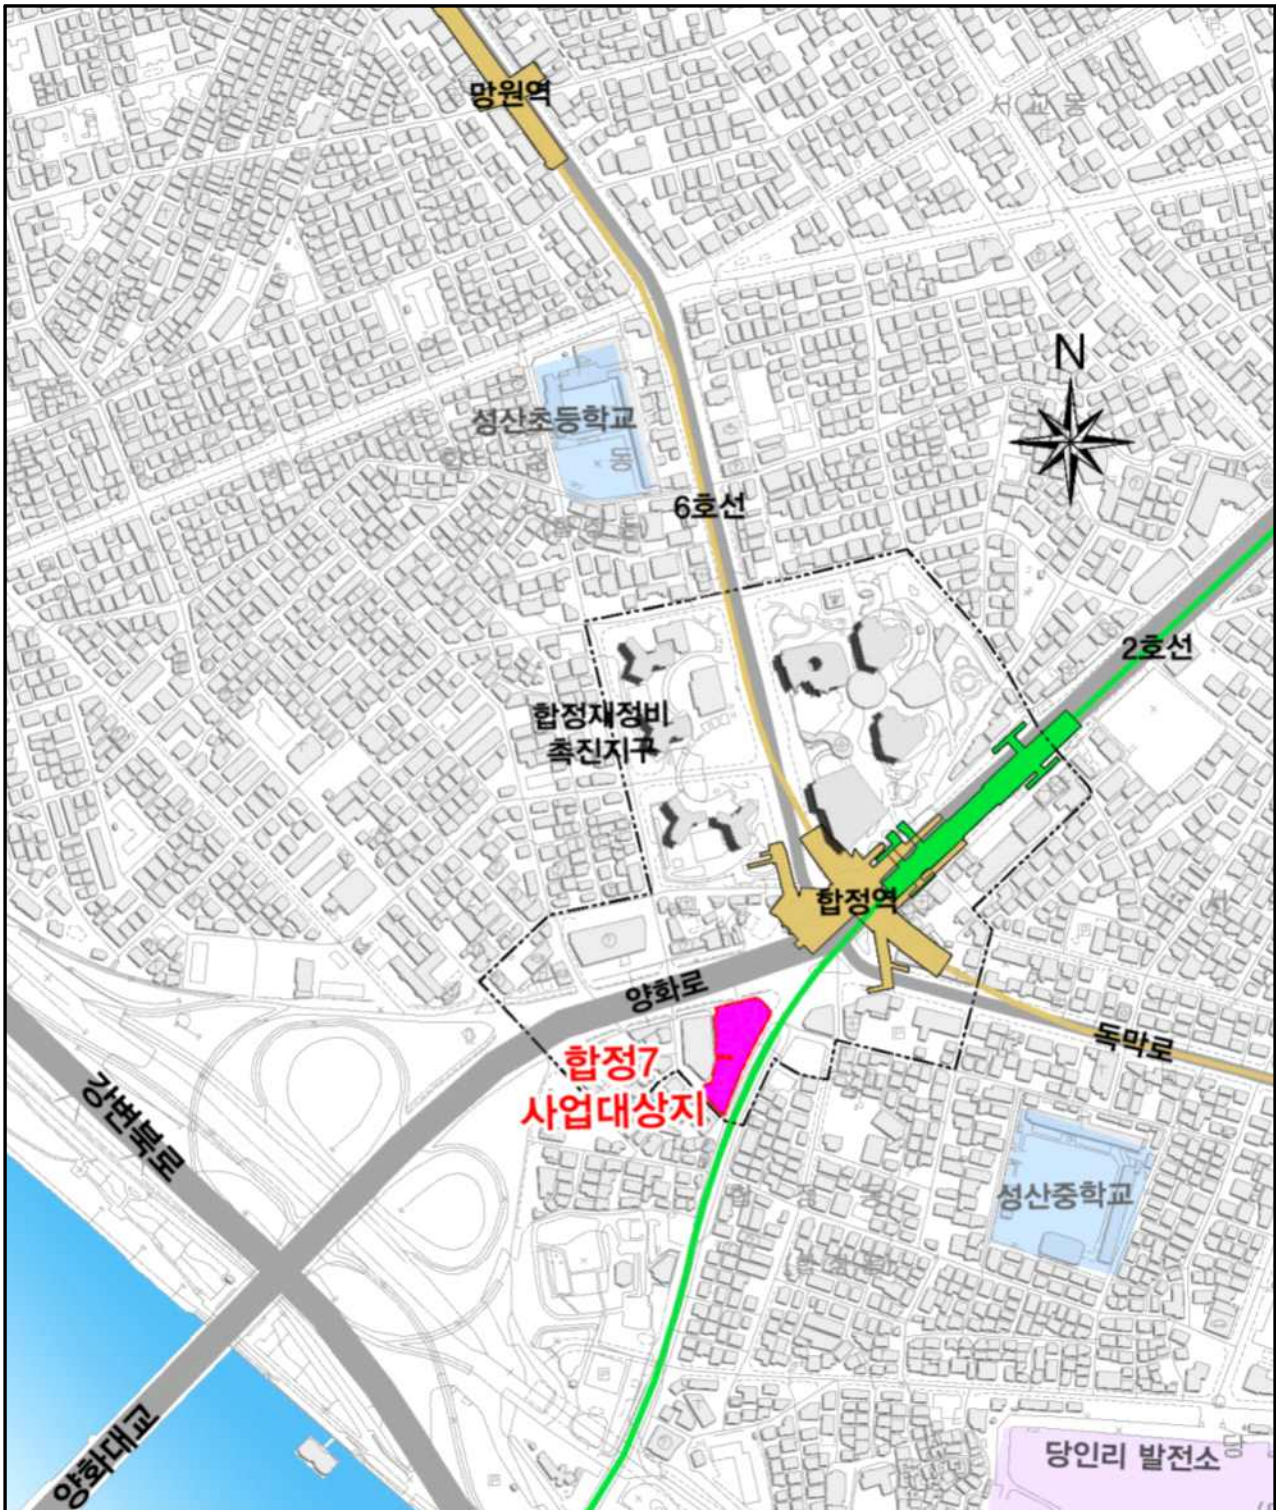 망원역
서교동
N
성산초등학교
6호선
2호선
합정재정비
촉진지구
합정역
양화로
독막로
합정7
사업대상지
강변북로
성산중학교
양화대교
당인리 발전소